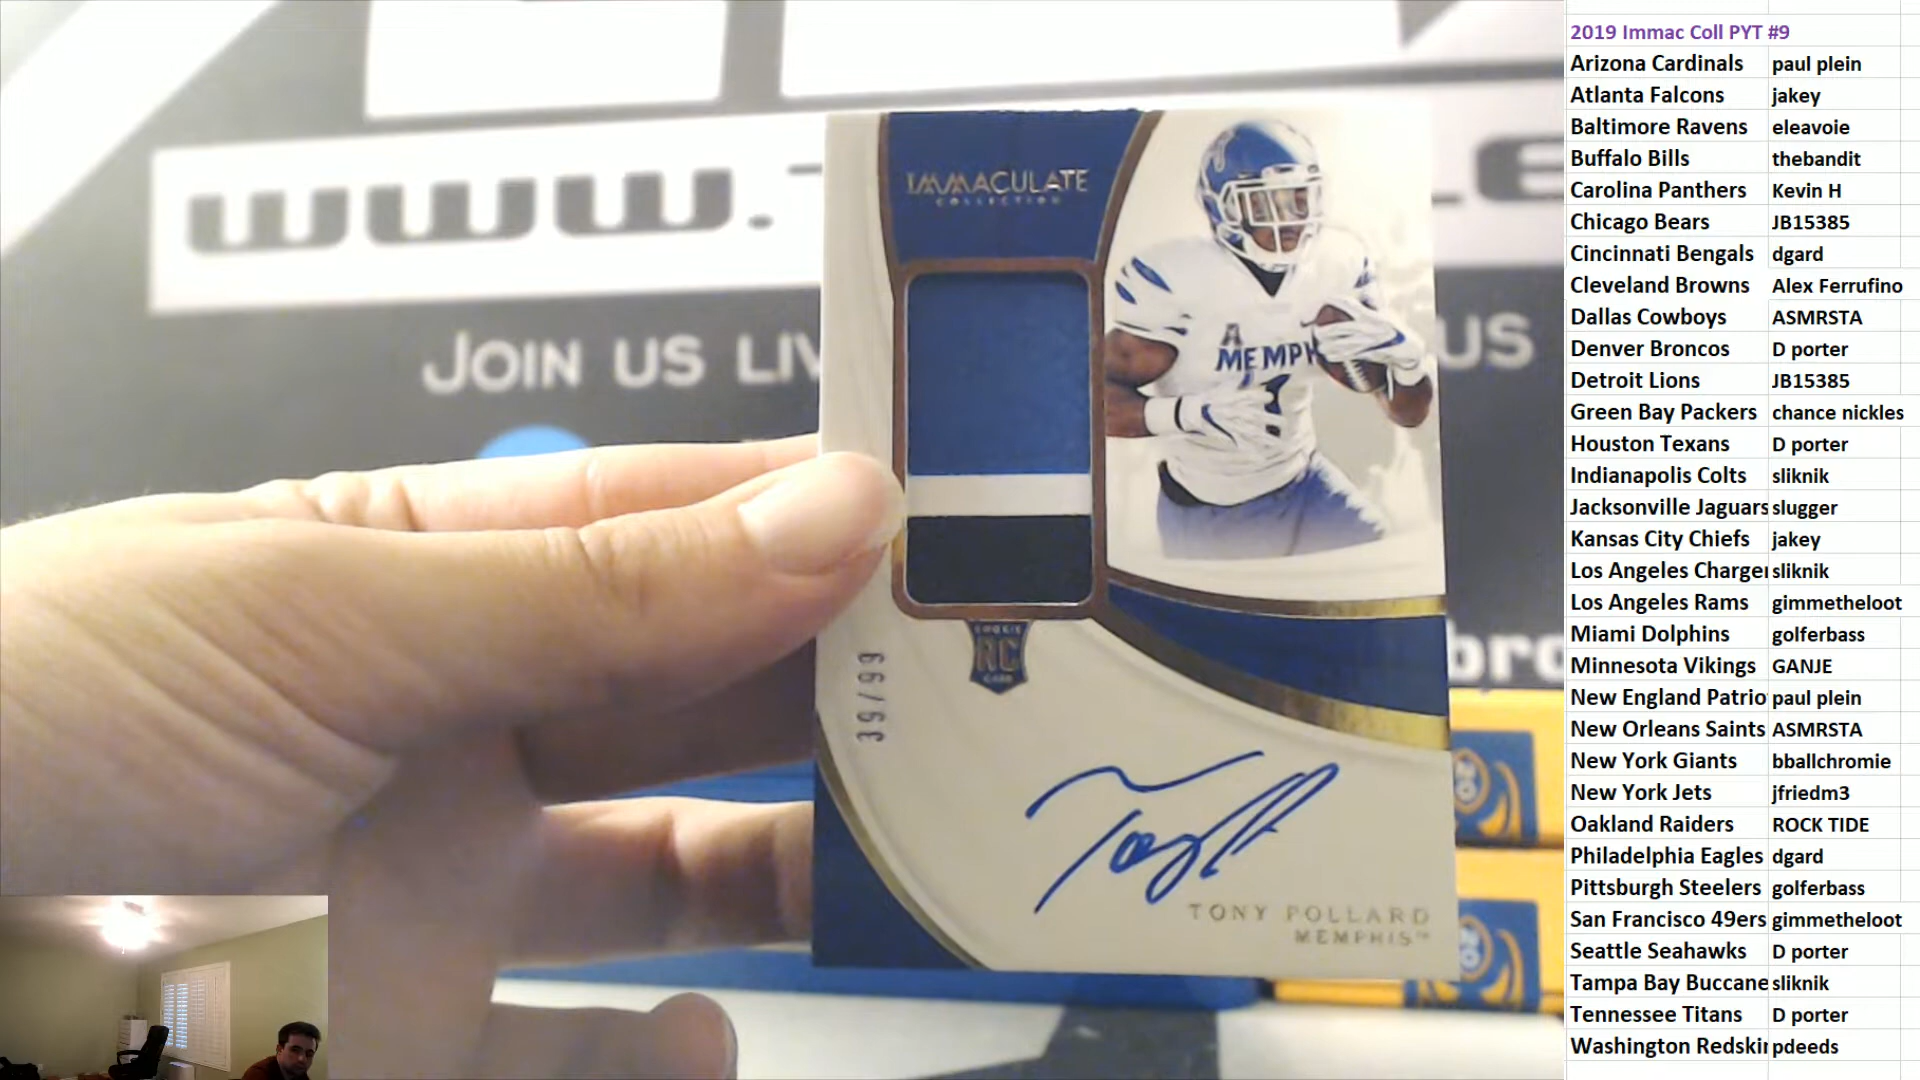 www.
JOIN US LIV
US
bro
IMMACULATE
COLLECTION
MEMPH
1
ROOKIE
RC
CARD
39/99
TONY POLLARD
MEMPHIS™
2019 Immac Coll PYT #9
Arizona Cardinals paul plein
Atlanta Falcons jakey
Baltimore Ravens eleavoie
Buffalo Bills thebandit
Carolina Panthers Kevin H
Chicago Bears JB15385
Cincinnati Bengals dgard
Cleveland Browns Alex Ferrufino
Dallas Cowboys ASMRSTA
Denver Broncos D porter
Detroit Lions JB15385
Green Bay Packers chance nickles
Houston Texans D porter
Indianapolis Colts sliknik
Jacksonville Jaguars slugger
Kansas City Chiefs jakey
Los Angeles Charger sliknik
Los Angeles Rams gimmetheloot
Miami Dolphins golferbass
Minnesota Vikings GANJE
New England Patrio paul plein
New Orleans Saints ASMRSTA
New York Giants bballchromie
New York Jets jfriedm3
Oakland Raiders ROCK TIDE
Philadelphia Eagles dgard
Pittsburgh Steelers golferbass
San Francisco 49ers gimmetheloot
Seattle Seahawks D porter
Tampa Bay Buccane sliknik
Tennessee Titans D porter
Washington Redskin pdeeds